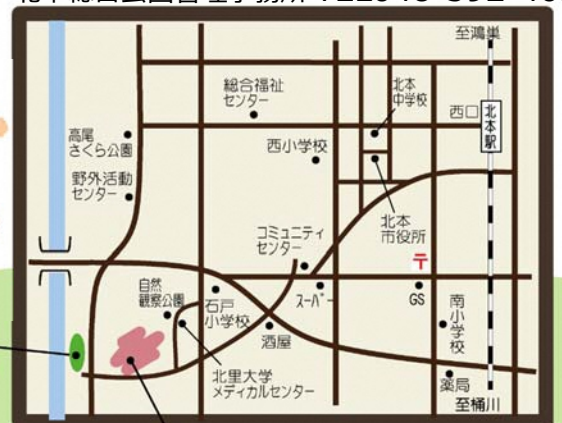 至鴻巣
総合福祉
センター
北本
中学校
西口
北本駅
高尾
さくら公園
西小学校
野外活動
センター
北本
市役所
コミュニティ
センター
〒
自然
観察公園
石戸
小学校
スーパー
GS
南小学校
酒屋
北里大学
メディカルセンター
薬局
至桶川